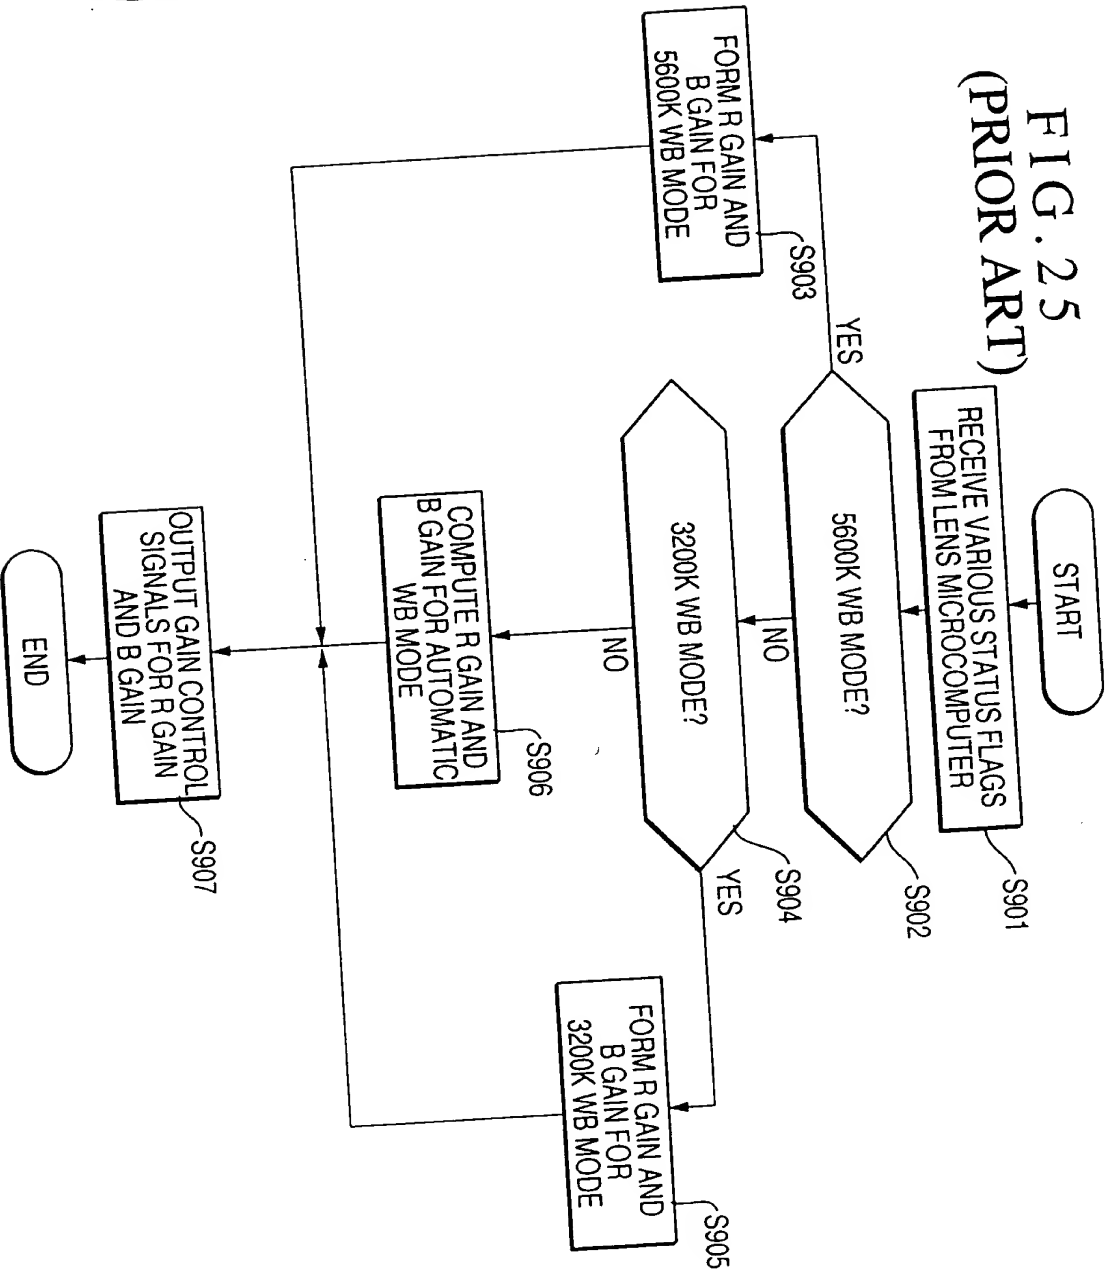 FIG. 25
(PRIOR ART)
START
RECEIVE VARIOUS STATUS FLAGS
FROM LENS MICROCOMPUTER
S901
5600K WB MODE?
S902
YES
NO
FORM R GAIN AND
B GAIN FOR
5600K WB MODE
S903
3200K WB MODE?
S904
YES
NO
FORM R GAIN AND
B GAIN FOR
3200K WB MODE
S905
COMPUTE R GAIN AND
B GAIN FOR AUTOMATIC
WB MODE
S906
OUTPUT GAIN CONTROL
SIGNALS FOR R GAIN
AND B GAIN
S907
END